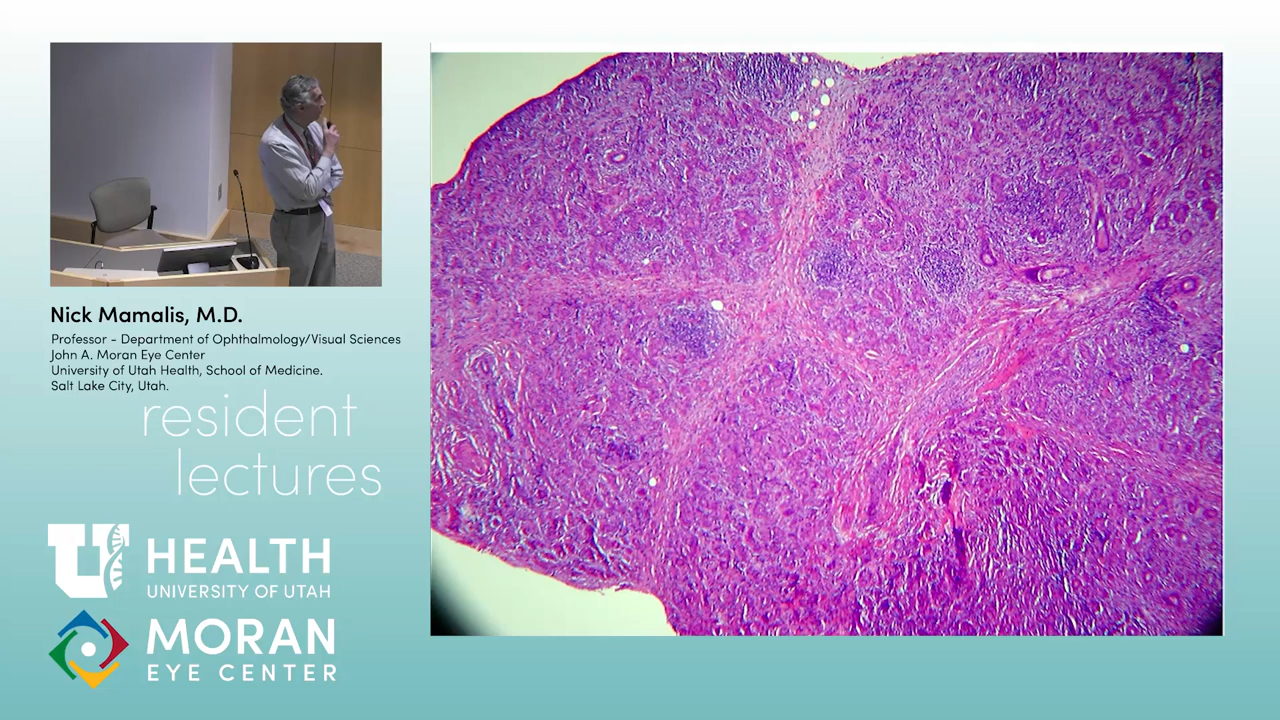 Nick Mamalis, M.D.
Professor - Department of Ophthalmology/Visual Sciences
John A. Moran Eye Center
University of Utah Health, School of Medicine.
Salt Lake City, Utah.
resident
lectures
U HEALTH
UNIVERSITY OF UTAH
MORAN
EYE CENTER